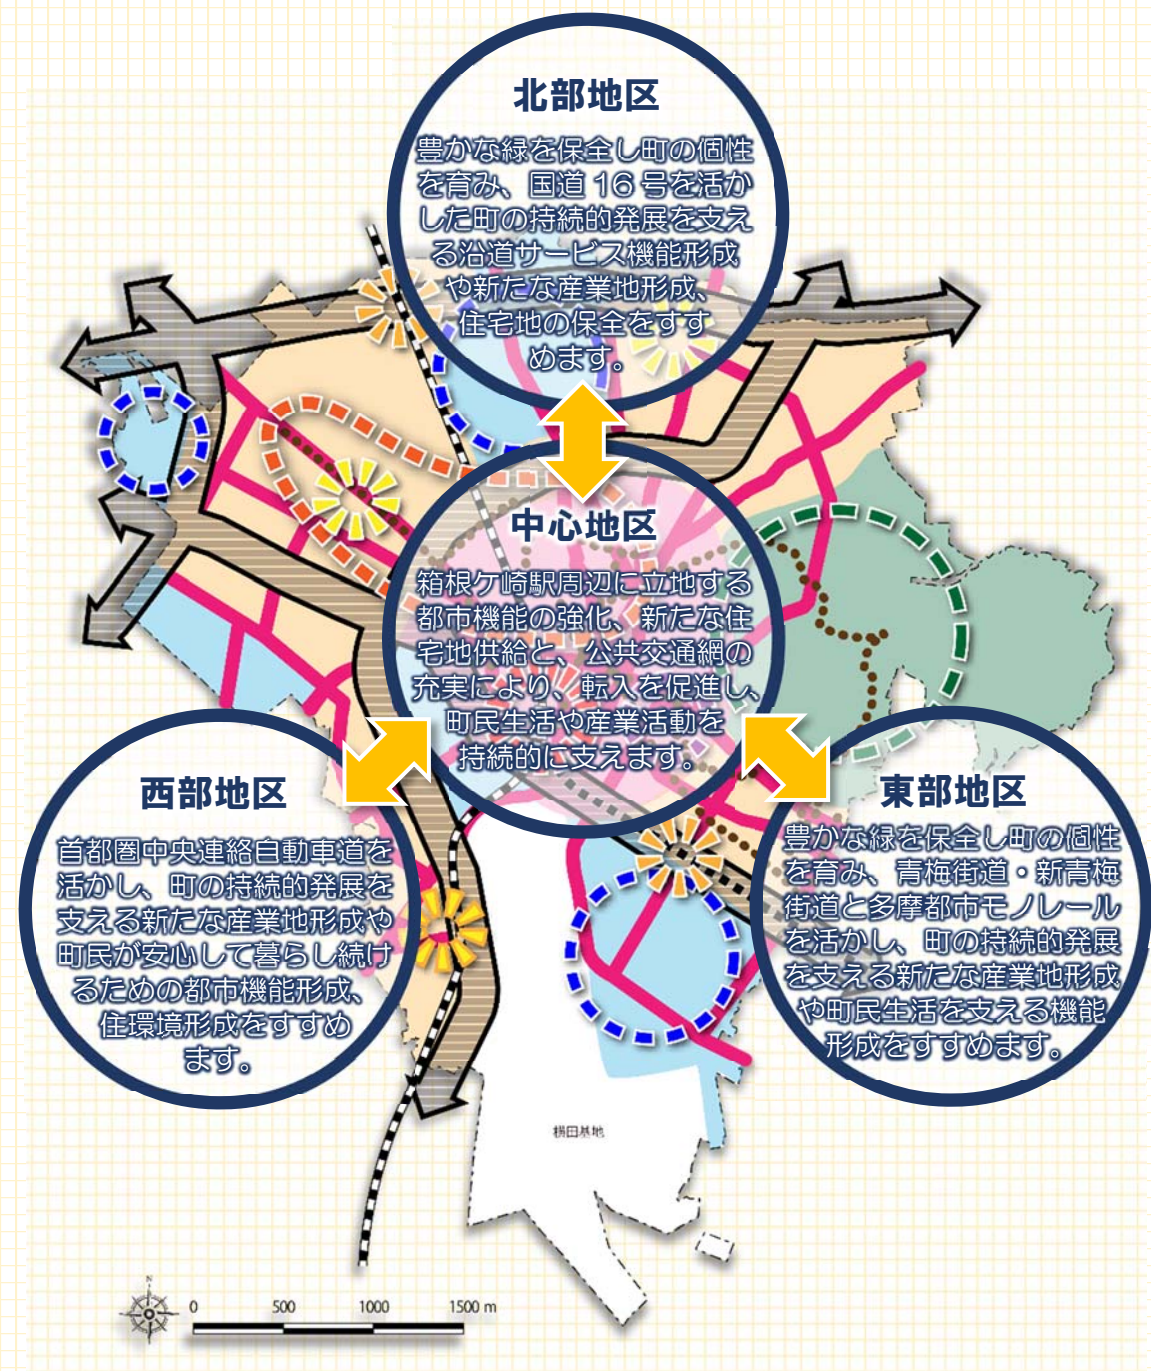 北部地区
豊かな緑を保全し町の個性
を育み、国道16号を活か
した町の持続的発展を支え
る沿道サービス機能形成
や新たな産業地形成、
住宅地の保全をすす
めます。
中心地区
箱根ケ崎駅周辺に立地する
都市機能の強化、新たな住
宅地供給と、公共交通網の
充実により、転入を促進し、
町民生活や産業活動を
持続的に支えます。
西部地区
首都圏中央連絡自動車道を
活かし、町の持続的発展を
支える新たな産業地形成や
町民が安心して暮らし続け
るための都市機能形成、
住環境形成をすすめ
ます。
東部地区
豊かな緑を保全し町の個性
を育み、青梅街道・新青梅
街道と多摩都市モノレール
を活かし、町の持続的発展
を支える新たな産業地形成
や町民生活を支える機能
形成をすすめます。
横田基地
N
0 500 1000 1500 m